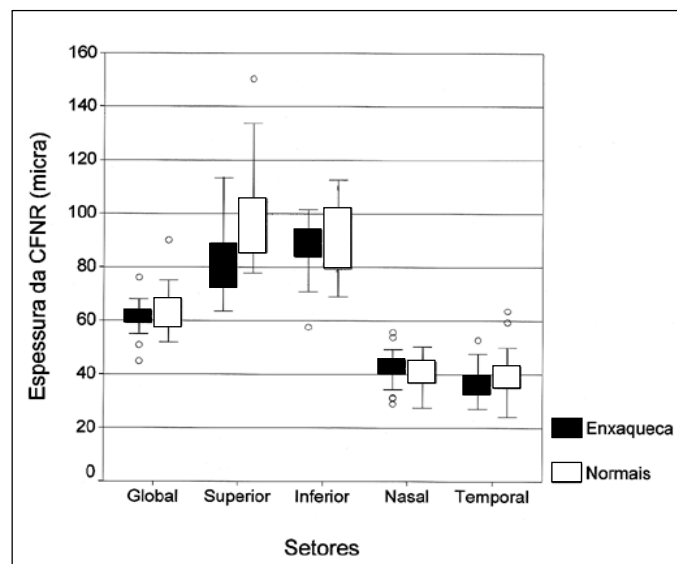 Espessura da CFNR (micra)
160
140
120
100
80
60
40
20
0
Global Superior Inferior Nasal Temporal
Setores
Enxaqueca
Normais